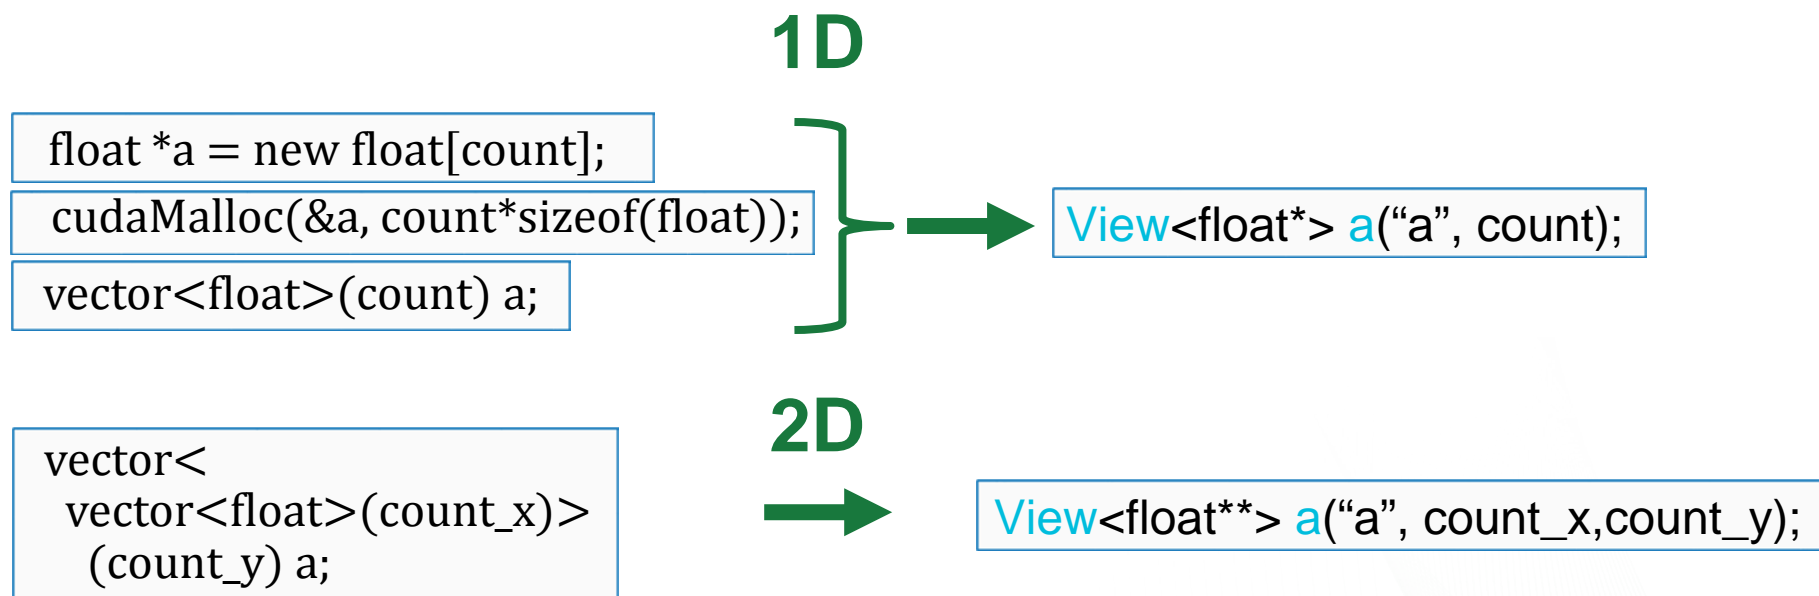 1D
float *a = new float[count];
cudaMalloc(&a, count*sizeof(float));
vector<float>(count) a;
View<float*> a(“a”, count);
2D
vector<
vector<float>(count_x)>
(count_y) a;
View<float**> a(“a”, count_x,count_y);